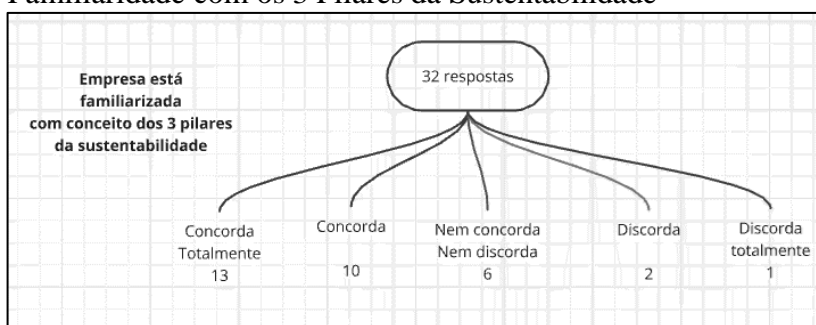 Familiaridade com os 3 Pilares da Sustentabilidade
Empresa está
familiarizada
com conceito dos 3 pilares
da sustentabilidade
32 respostas
Concorda
Totalmente
13
Concorda
10
Nem concorda
Nem discorda
6
Discorda
2
Discorda
totalmente
1